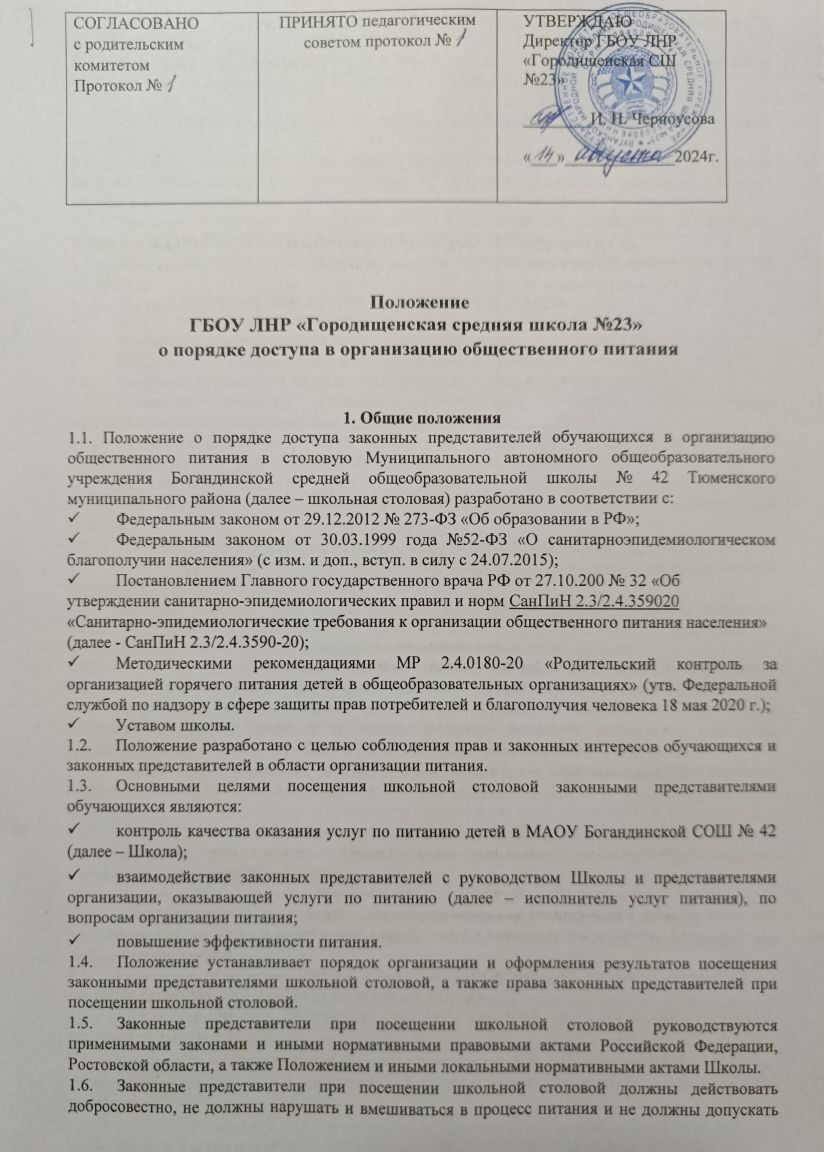 СОГЛАСОВАНО
с родительским
комитетом
Протокол № 1
ПРИНЯТО педагогическим
советом протокол № 1
УТВЕРЖДАЮ
Директор ГБОУ ЛНР
«Городищенская СШ
№23»
И. Н. Черноусова
«14» августа 2024г.
Положение
ГБОУ ЛНР «Городищенская средняя школа №23»
о порядке доступа в организацию общественного питания
1. Общие положения
1.1. Положение о порядке доступа законных представителей обучающихся в организацию
общественного питания в столовую Муниципального автономного общеобразовательного
учреждения Богандинской средней общеобразовательной школы № 42 Тюменского
муниципального района (далее – школьная столовая) разработано в соответствии с:
✓ Федеральным законом от 29.12.2012 № 273-ФЗ «Об образовании в РФ»;
✓ Федеральным законом от 30.03.1999 года №52-ФЗ «О санитарноэпидемиологическом
благополучии населения» (с изм. и доп., вступ. в силу с 24.07.2015);
✓ Постановлением Главного государственного врача РФ от 27.10.200 № 32 «Об
утверждении санитарно-эпидемиологических правил и норм СанПиН 2.3/2.4.359020
«Санитарно-эпидемиологические требования к организации общественного питания населения»
(далее - СанПиН 2.3/2.4.3590-20);
✓ Методическими рекомендациями МР 2.4.0180-20 «Родительский контроль за
организацией горячего питания детей в общеобразовательных организациях» (утв. Федеральной
службой по надзору в сфере защиты прав потребителей и благополучия человека 18 мая 2020 г.);
✓ Уставом школы.
1.2. Положение разработано с целью соблюдения прав и законных интересов обучающихся и
законных представителей в области организации питания.
1.3. Основными целями посещения школьной столовой законными представителями
обучающихся являются:
✓ контроль качества оказания услуг по питанию детей в МАОУ Богандинской СОШ № 42
(далее – Школа);
✓ взаимодействие законных представителей с руководством Школы и представителями
организации, оказывающей услуги по питанию (далее – исполнитель услуг питания), по
вопросам организации питания;
✓ повышение эффективности питания.
1.4. Положение устанавливает порядок организации и оформления результатов посещения
законными представителями школьной столовой, а также права законных представителей при
посещении школьной столовой.
1.5. Законные представители при посещении школьной столовой руководствуются
применимыми законами и иными нормативными правовыми актами Российской Федерации,
Ростовской области, а также Положением и иными локальными нормативными актами Школы.
1.6. Законные представители при посещении школьной столовой должны действовать
добросовестно, не должны нарушать и вмешиваться в процесс питания и не должны допускать